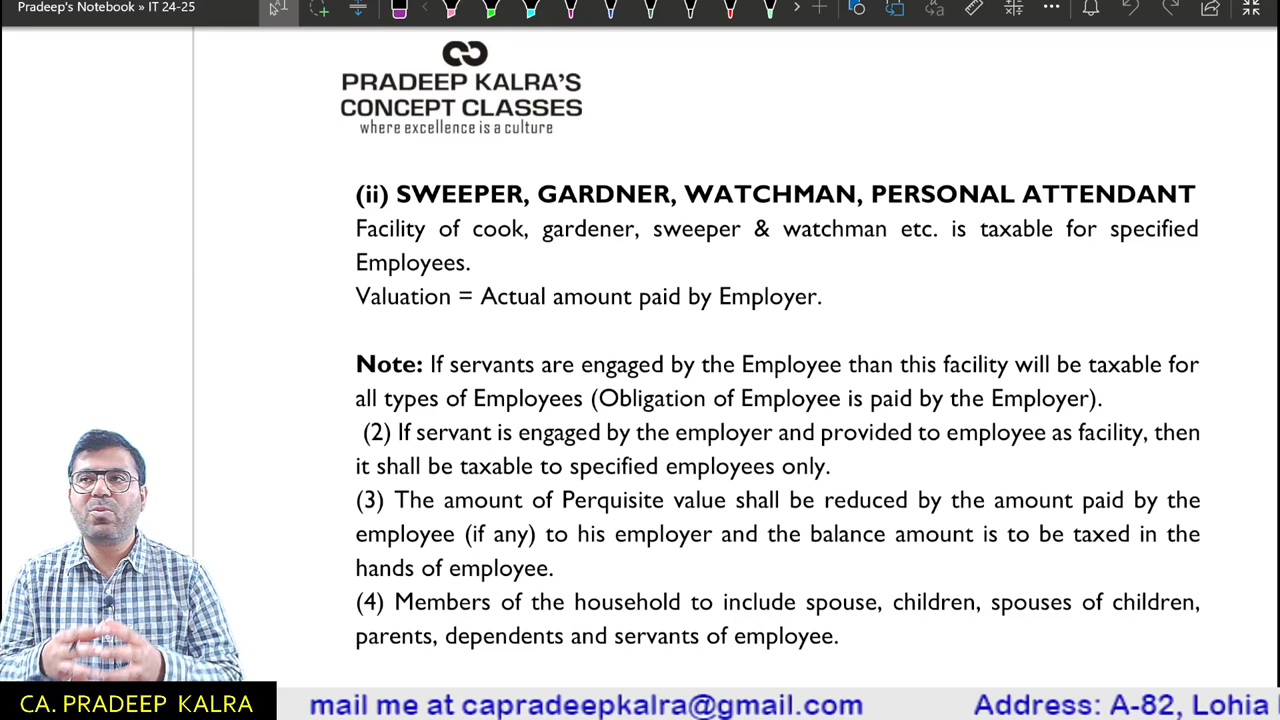 Pradeep's Notebook > IT 24-25
PRADEEP KALRA'S
CONCEPT CLASSES
where excellence is a culture
(ii) SWEEPER, GARDNER, WATCHMAN, PERSONAL ATTENDANT
Facility of cook, gardener, sweeper & watchman etc. is taxable for specified
Employees.
Valuation = Actual amount paid by Employer.
Note: If servants are engaged by the Employee than this facility will be taxable for
all types of Employees (Obligation of Employee is paid by the Employer).
(2) If servant is engaged by the employer and provided to employee as facility, then
it shall be taxable to specified employees only.
(3) The amount of Perquisite value shall be reduced by the amount paid by the
employee (if any) to his employer and the balance amount is to be taxed in the
hands of employee.
(4) Members of the household to include spouse, children, spouses of children,
parents, dependents and servants of employee.
CA. PRADEEP KALRA
mail me at capradeepkalra@gmail.com
Address: A-82, Lohia